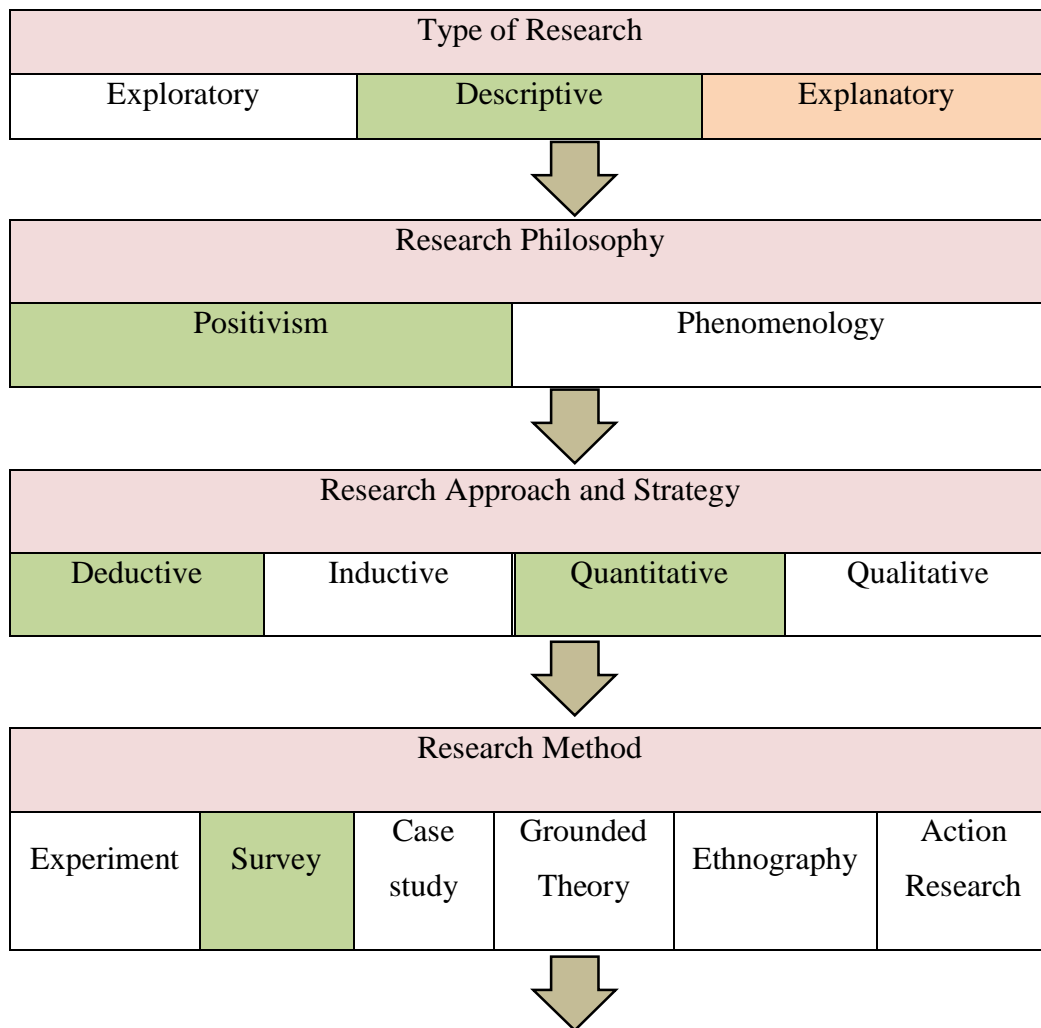 Type of Research
Exploratory
Descriptive
Explanatory
Research Philosophy
Positivism
Phenomenology
Research Approach and Strategy
Deductive
Inductive
Quantitative
Qualitative
Research Method
Experiment
Survey
Case
study
Grounded
Theory
Ethnography
Action
Research